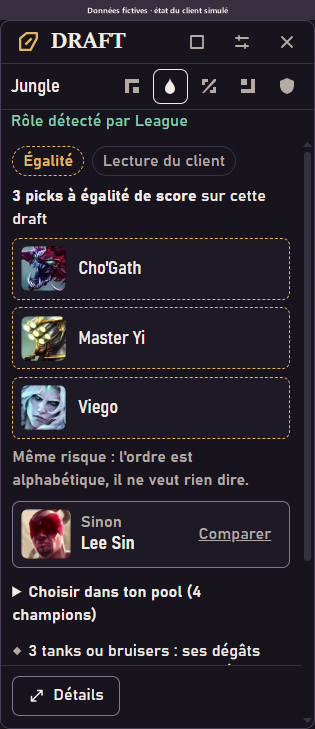 Données fictives · état du client simulé
DRAFT
Jungle
Rôle détecté par League
Égalité
Lecture du client
3 picks à égalité de score sur cette
draft
Cho'Gath
Master Yi
Viego
Même risque : l'ordre est
alphabétique, il ne veut rien dire.
Sinon
Lee Sin
Comparer
▶ Choisir dans ton pool (4
champions)
◆ 3 tanks ou bruisers : ses dégâts
Détails